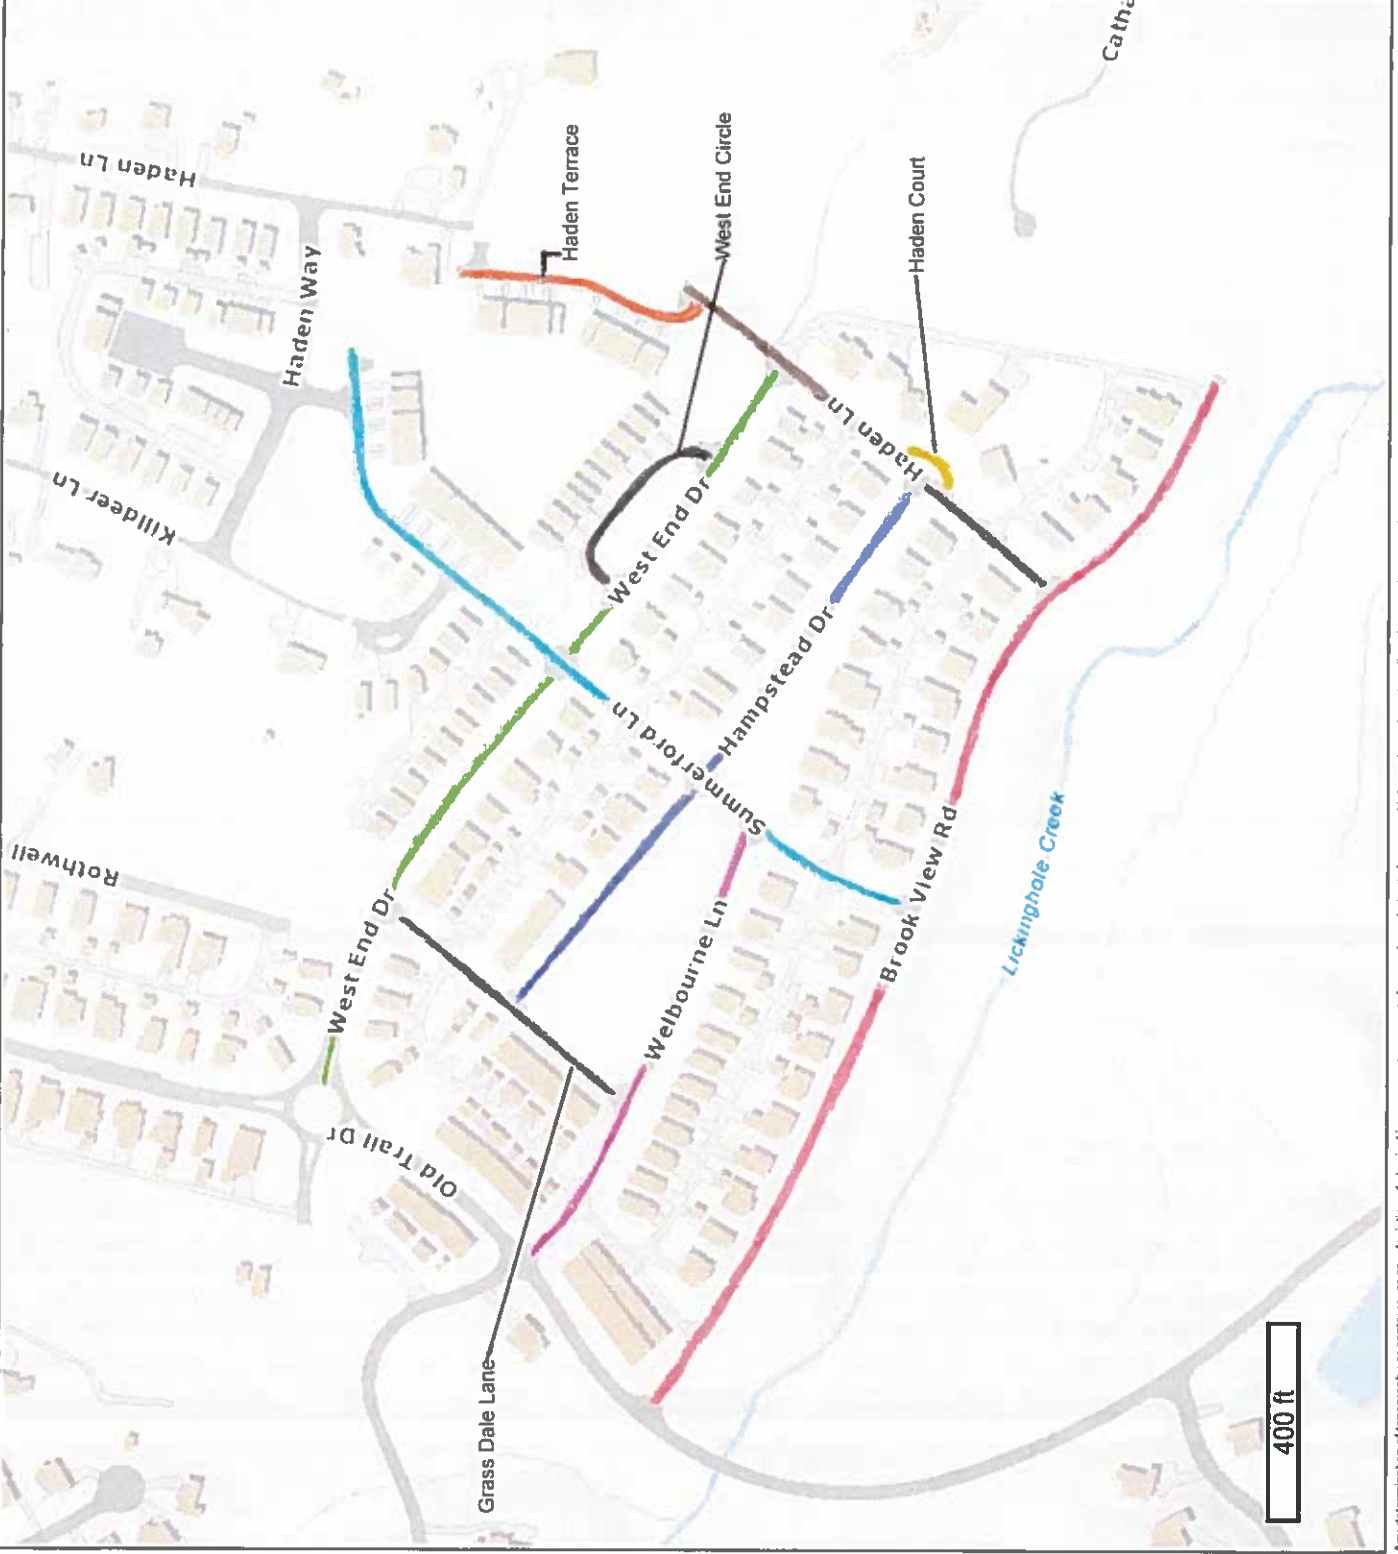 Catha
Haden Ln
Haden Terrace
West End Circle
Haden Court
Haden Way
Killdeer Ln
Haden Ln
West End Dr
Hampstead Dr
Summerford Ln
Rothwell
West End Dr
Brook View Rd
Lickinghole Creek
Welbourne Ln
Old Trail Dr
Grass Dale Lane
400 ft